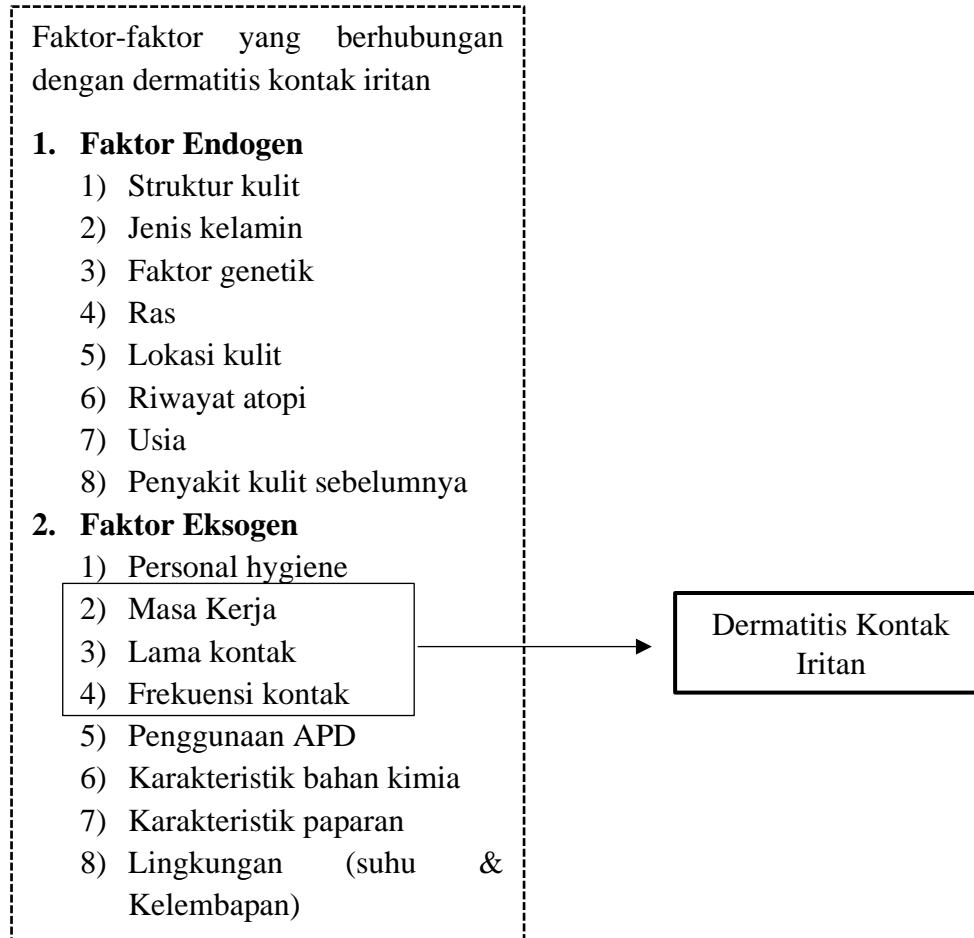 Faktor-faktor yang berhubungan
dengan dermatitis kontak iritan
1. Faktor Endogen
1) Struktur kulit
2) Jenis kelamin
3) Faktor genetik
4) Ras
5) Lokasi kulit
6) Riwayat atopi
7) Usia
8) Penyakit kulit sebelumnya
2. Faktor Eksogen
1) Personal hygiene
2) Masa Kerja
3) Lama kontak
4) Frekuensi kontak
5) Penggunaan APD
6) Karakteristik bahan kimia
7) Karakteristik paparan
8) Lingkungan (suhu &
Kelembapan)
Dermatitis Kontak
Iritan